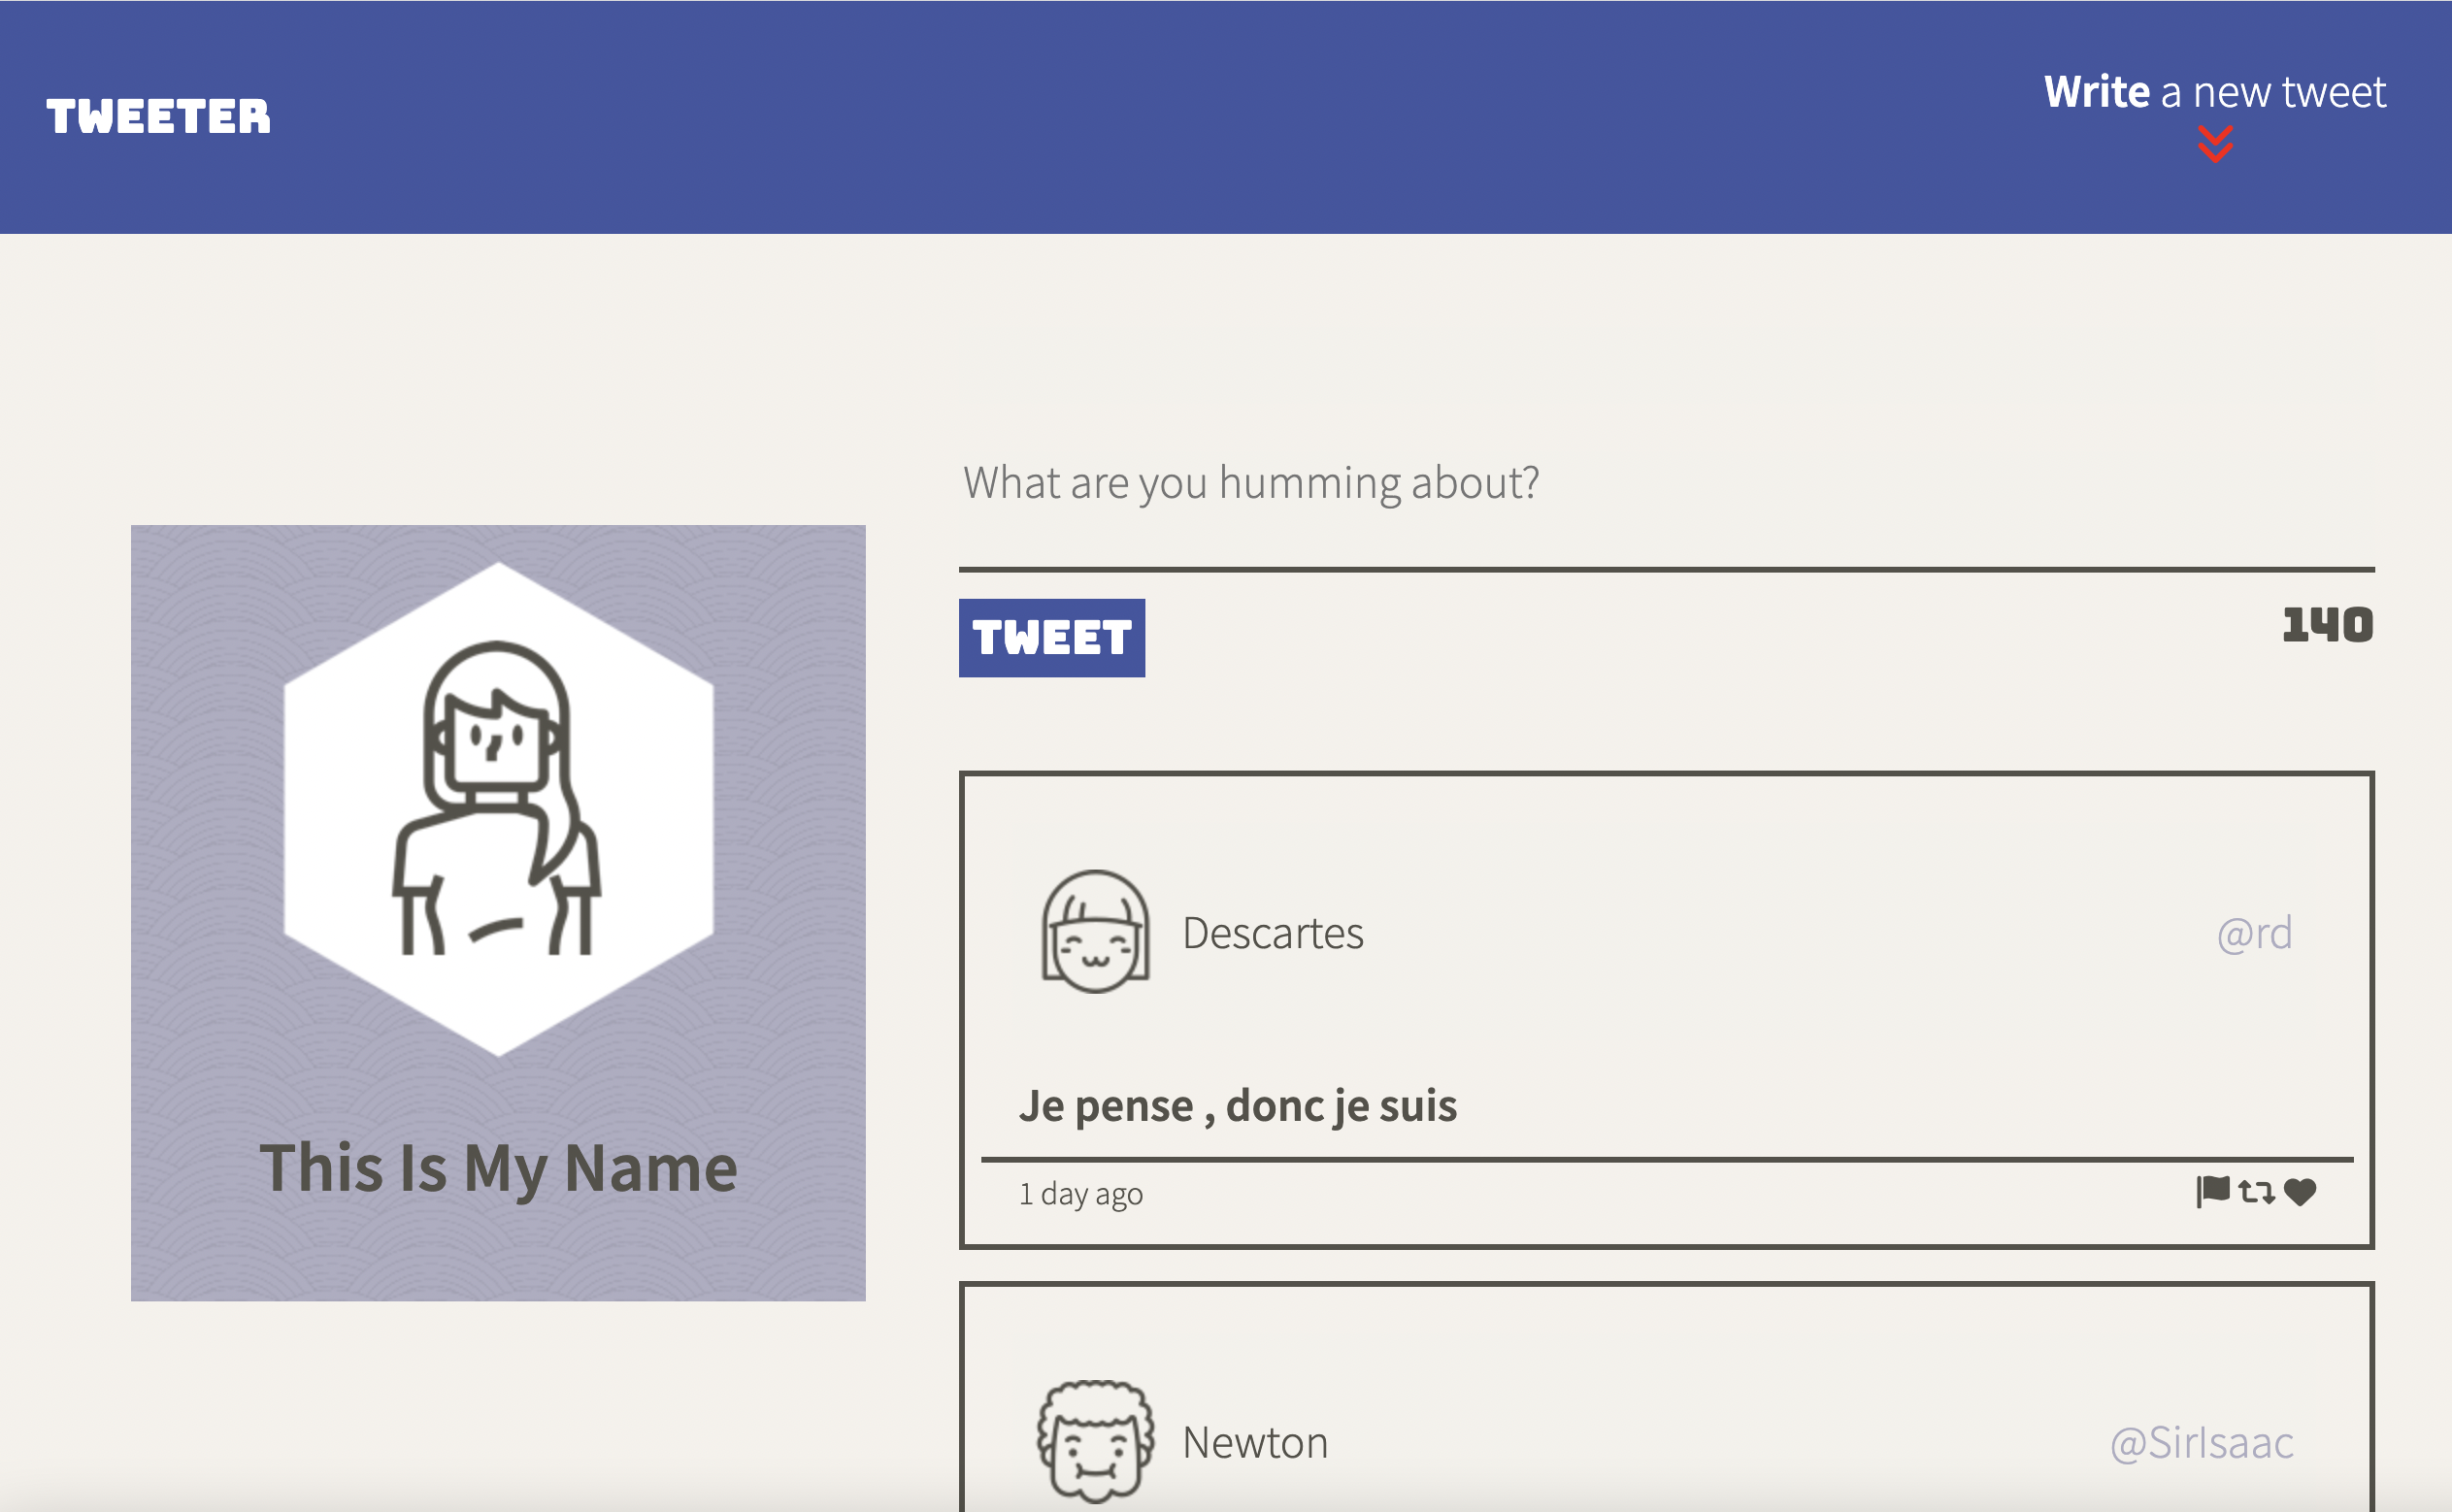 TWEETER
Write a new tweet
What are you humming about?
TWEET
140
This Is My Name
Descartes
@rd
Je pense , donc je suis
1 day ago
Newton
@SirIsaac